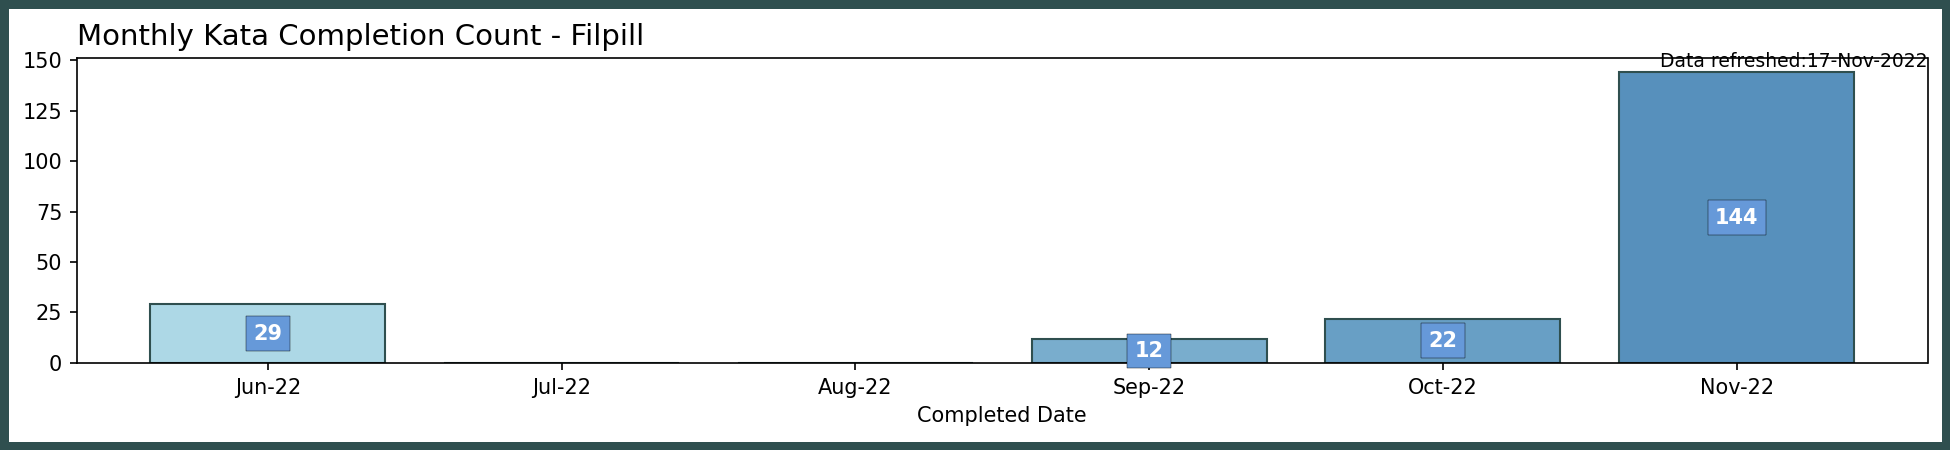 Monthly Kata Completion Count - Filpill
Data refreshed:17-Nov-2022
150
125
100
75
50
25
0
29
12
22
144
Jun-22 Jul-22 Aug-22 Sep-22 Oct-22 Nov-22
Completed Date